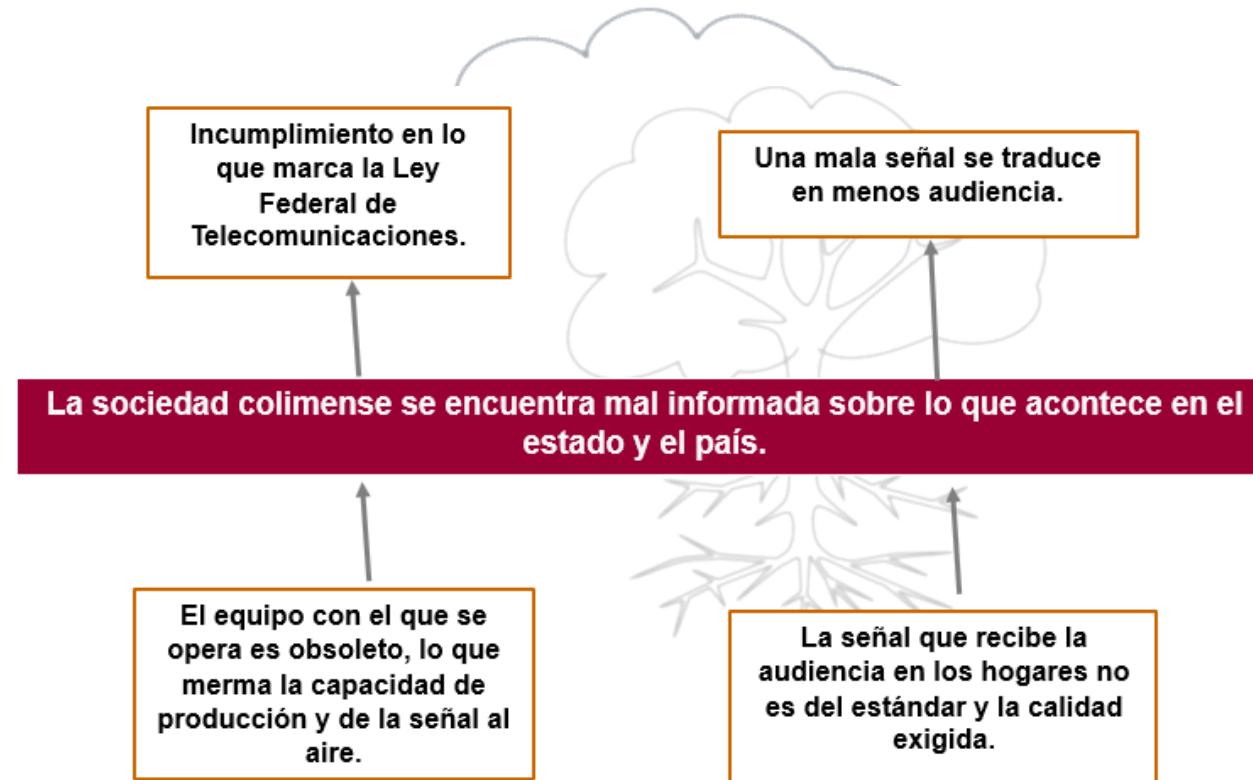 Incumplimiento en lo
que marca la Ley
Federal de
Telecomunicaciones.
Una mala señal se traduce
en menos audiencia.
La sociedad colimense se encuentra mal informada sobre lo que acontece en el
estado y el país.
El equipo con el que se
opera es obsoleto, lo que
merma la capacidad de
producción y de la señal al
aire.
La señal que recibe la
audiencia en los hogares no
es del estándar y la calidad
exigida.